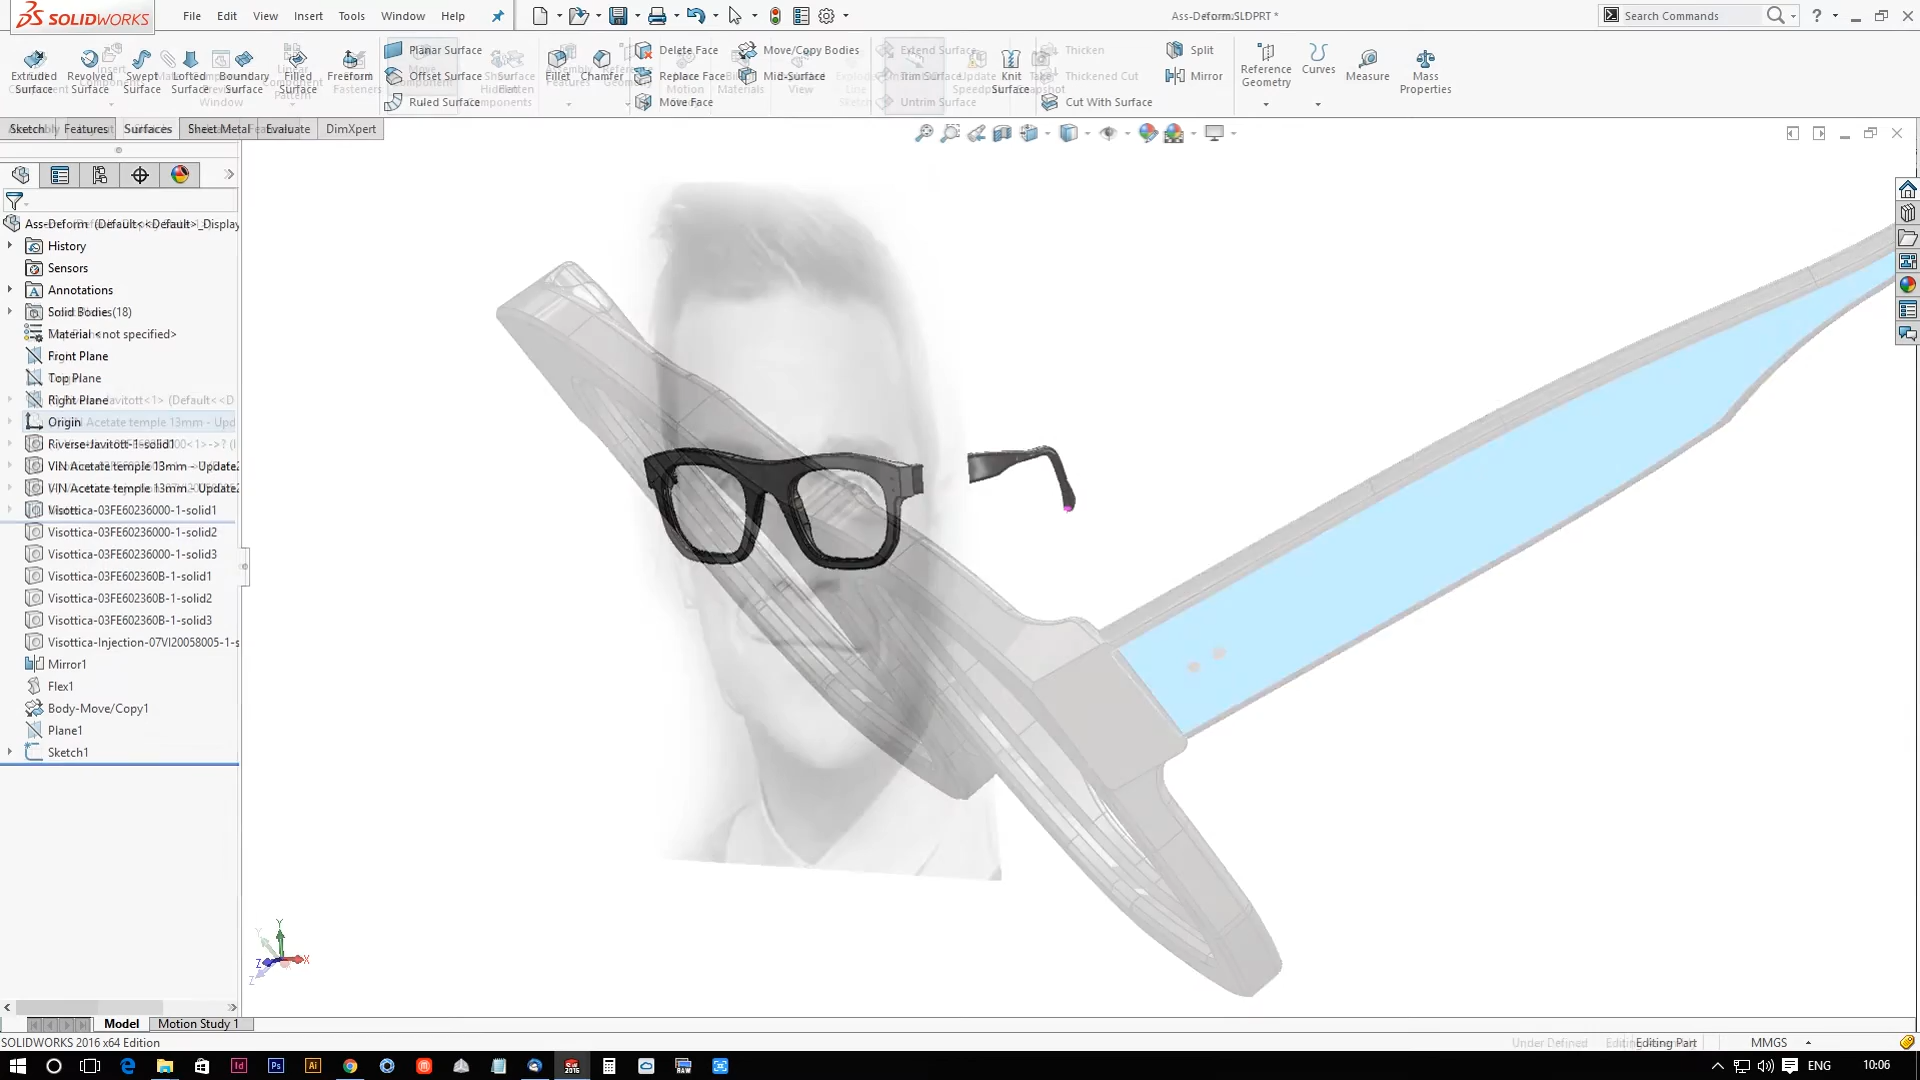 SOLIDWORKS
File Edit View Insert Tools Window Help
Ass-Deform.SLDPRT *
Search Commands
Extruded Surface
Revolved Surface
Swept Surface
Lofted Surface
Boundary Surface
Filled Surface
Freeform
Planar Surface
Offset Surface
Ruled Surface
Fillet
Chamfer
Delete Face
Replace Face
Move Face
Move/Copy Bodies
Mid-Surface
Extend Surface
Trim Surface
Untrim Surface
Knit Surface
Thicken
Thickened Cut
Cut With Surface
Split
Mirror
Reference Geometry
Curves
Measure
Mass Properties
Sketch Features Surfaces Sheet Metal Evaluate DimXpert
Ass-Deform (Default<<Default>_Display
History
Sensors
Annotations
Solid Bodies(18)
Material <not specified>
Front Plane
Top Plane
Right Plane
Origin
Riverse-Javitott-1-solid1
VIN Acetate temple 13mm - Update
VIN Acetate temple 13mm - Update
Visottica-03FE60236000-1-solid1
Visottica-03FE60236000-1-solid2
Visottica-03FE60236000-1-solid3
Visottica-03FE602360B-1-solid1
Visottica-03FE602360B-1-solid2
Visottica-03FE602360B-1-solid3
Visottica-Injection-07VI20058005-1-s
Mirror1
Flex1
Body-Move/Copy1
Plane1
Sketch1
Y
X
Z
Model Motion Study 1
SOLIDWORKS 2016 x64 Edition
Under Defined
Editing Part
MMGS
ENG
10:06